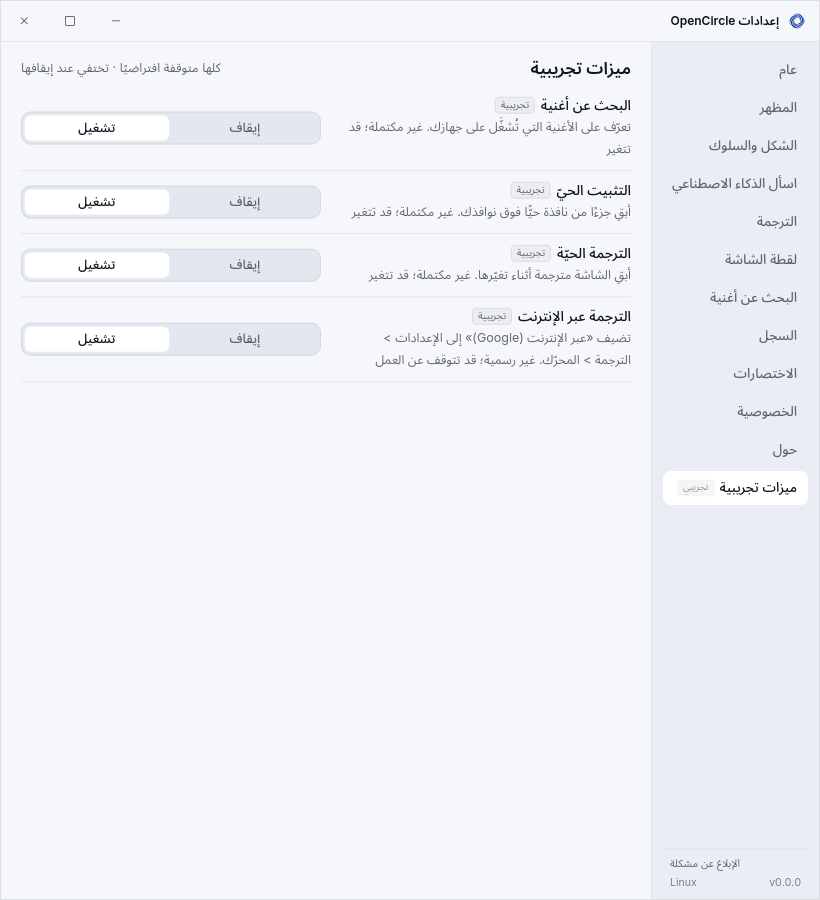 إعدادات OpenCircle
عام
المظهر
الشكل والسلوك
اسأل الذكاء الاصطناعي
الترجمة
لقطة الشاشة
البحث عن أغنية
السجل
الاختصارات
الخصوصية
حول
ميزات تجريبية تجريبي
الإبلاغ عن مشكلة
v0.0.0 Linux
ميزات تجريبية
كلها متوقفة افتراضيًا · تختفي عند إيقافها
البحث عن أغنية تجريبية
تعرّف على الأغنية التي تُشغَّل على جهازك. غير مكتملة؛ قد
تتغير
إيقاف تشغيل
التثبيت الحيّ تجريبية
أبقِ جزءًا من نافذة حيًّا فوق نوافذك. غير مكتملة؛ قد تتغير
إيقاف تشغيل
الترجمة الحيّة تجريبية
أبقِ الشاشة مترجمة أثناء تغيّرها. غير مكتملة؛ قد تتغير
إيقاف تشغيل
الترجمة عبر الإنترنت تجريبية
تضيف «عبر الإنترنت (Google)» إلى الإعدادات >
الترجمة > المحرّك. غير رسمية؛ قد تتوقف عن العمل
إيقاف تشغيل